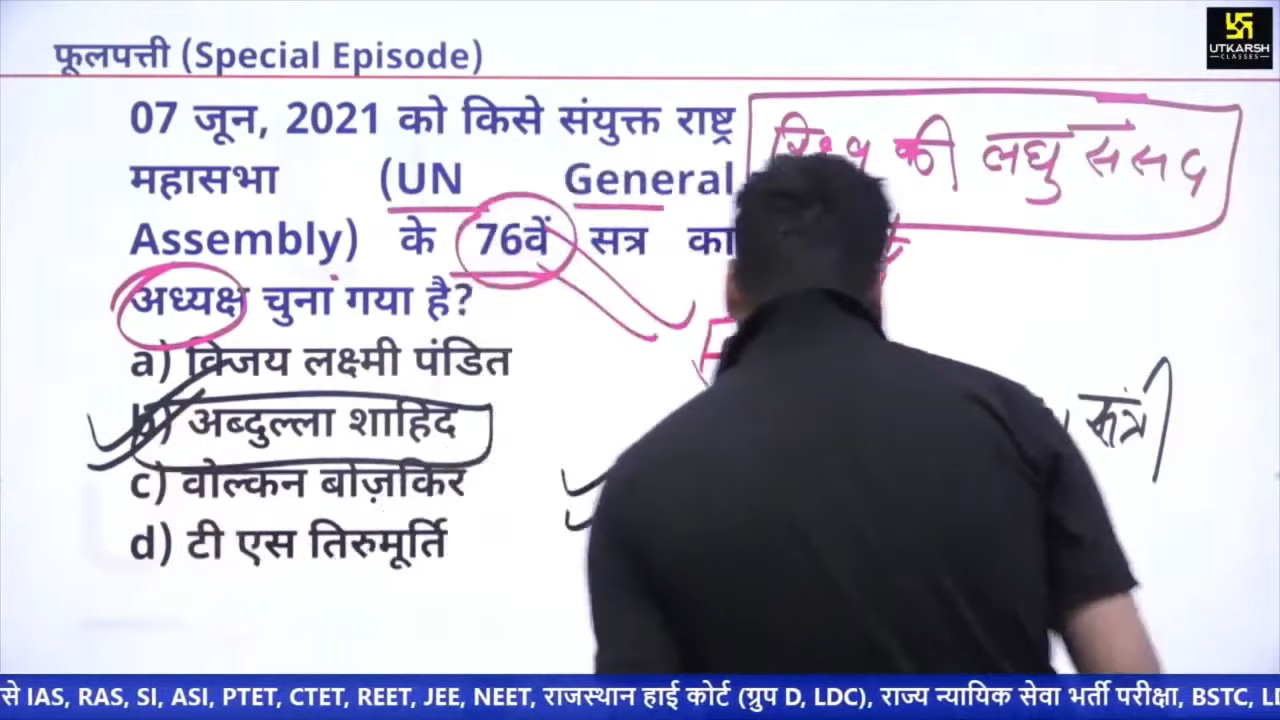 फूलपत्ती (Special Episode)
UTKARSH
CLASSES
07 जून, 2021 को किसे संयुक्त राष्ट्र
महासभा (UN General
Assembly) के 76वें सत्र का
अध्यक्ष चुना गया है?
a) विजय लक्ष्मी पंडित
b) अब्दुल्ला शाहिद
c) वोल्कन बोज़किर
d) टी एस तिरुमूर्ति
विश्व की लघु संसद
से IAS, RAS, SI, ASI, PTET, CTET, REET, JEE, NEET, राजस्थान हाई कोर्ट (ग्रुप D, LDC), राज्य न्यायिक सेवा भर्ती परीक्षा, BSTC,